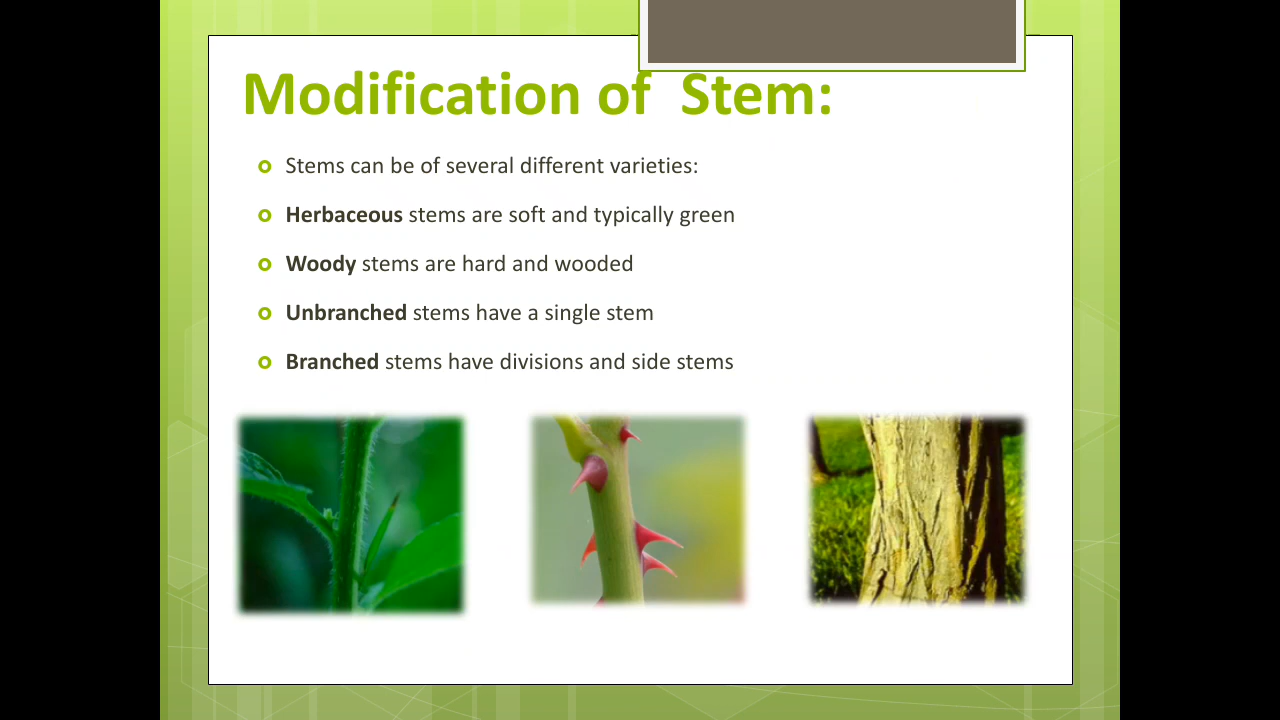 Modification of  Stem:
Stems can be of several different varieties:
Herbaceous stems are soft and typically green
Woody stems are hard and wooded
Unbranched stems have a single stem
Branched stems have divisions and side stems